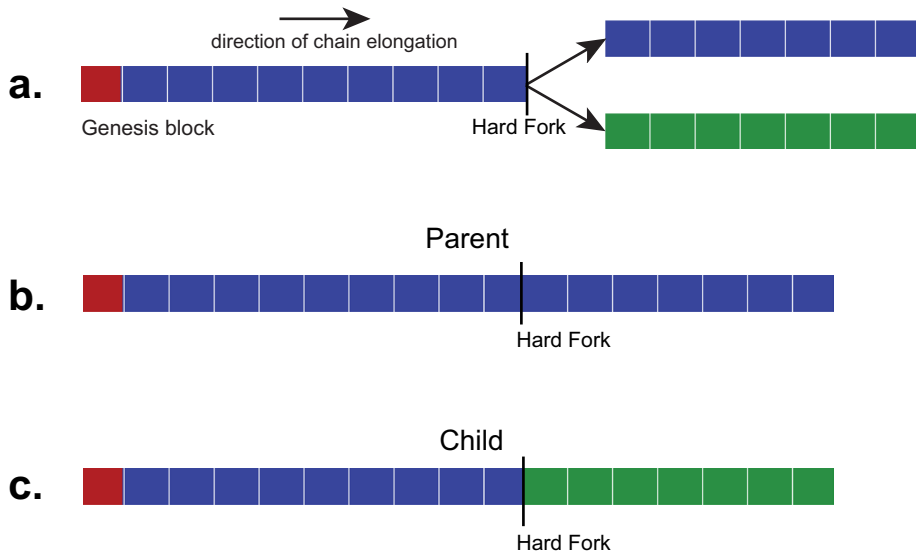 direction of chain elongation
a.
Genesis block
Hard Fork
Parent
b.
Hard Fork
Child
c.
Hard Fork